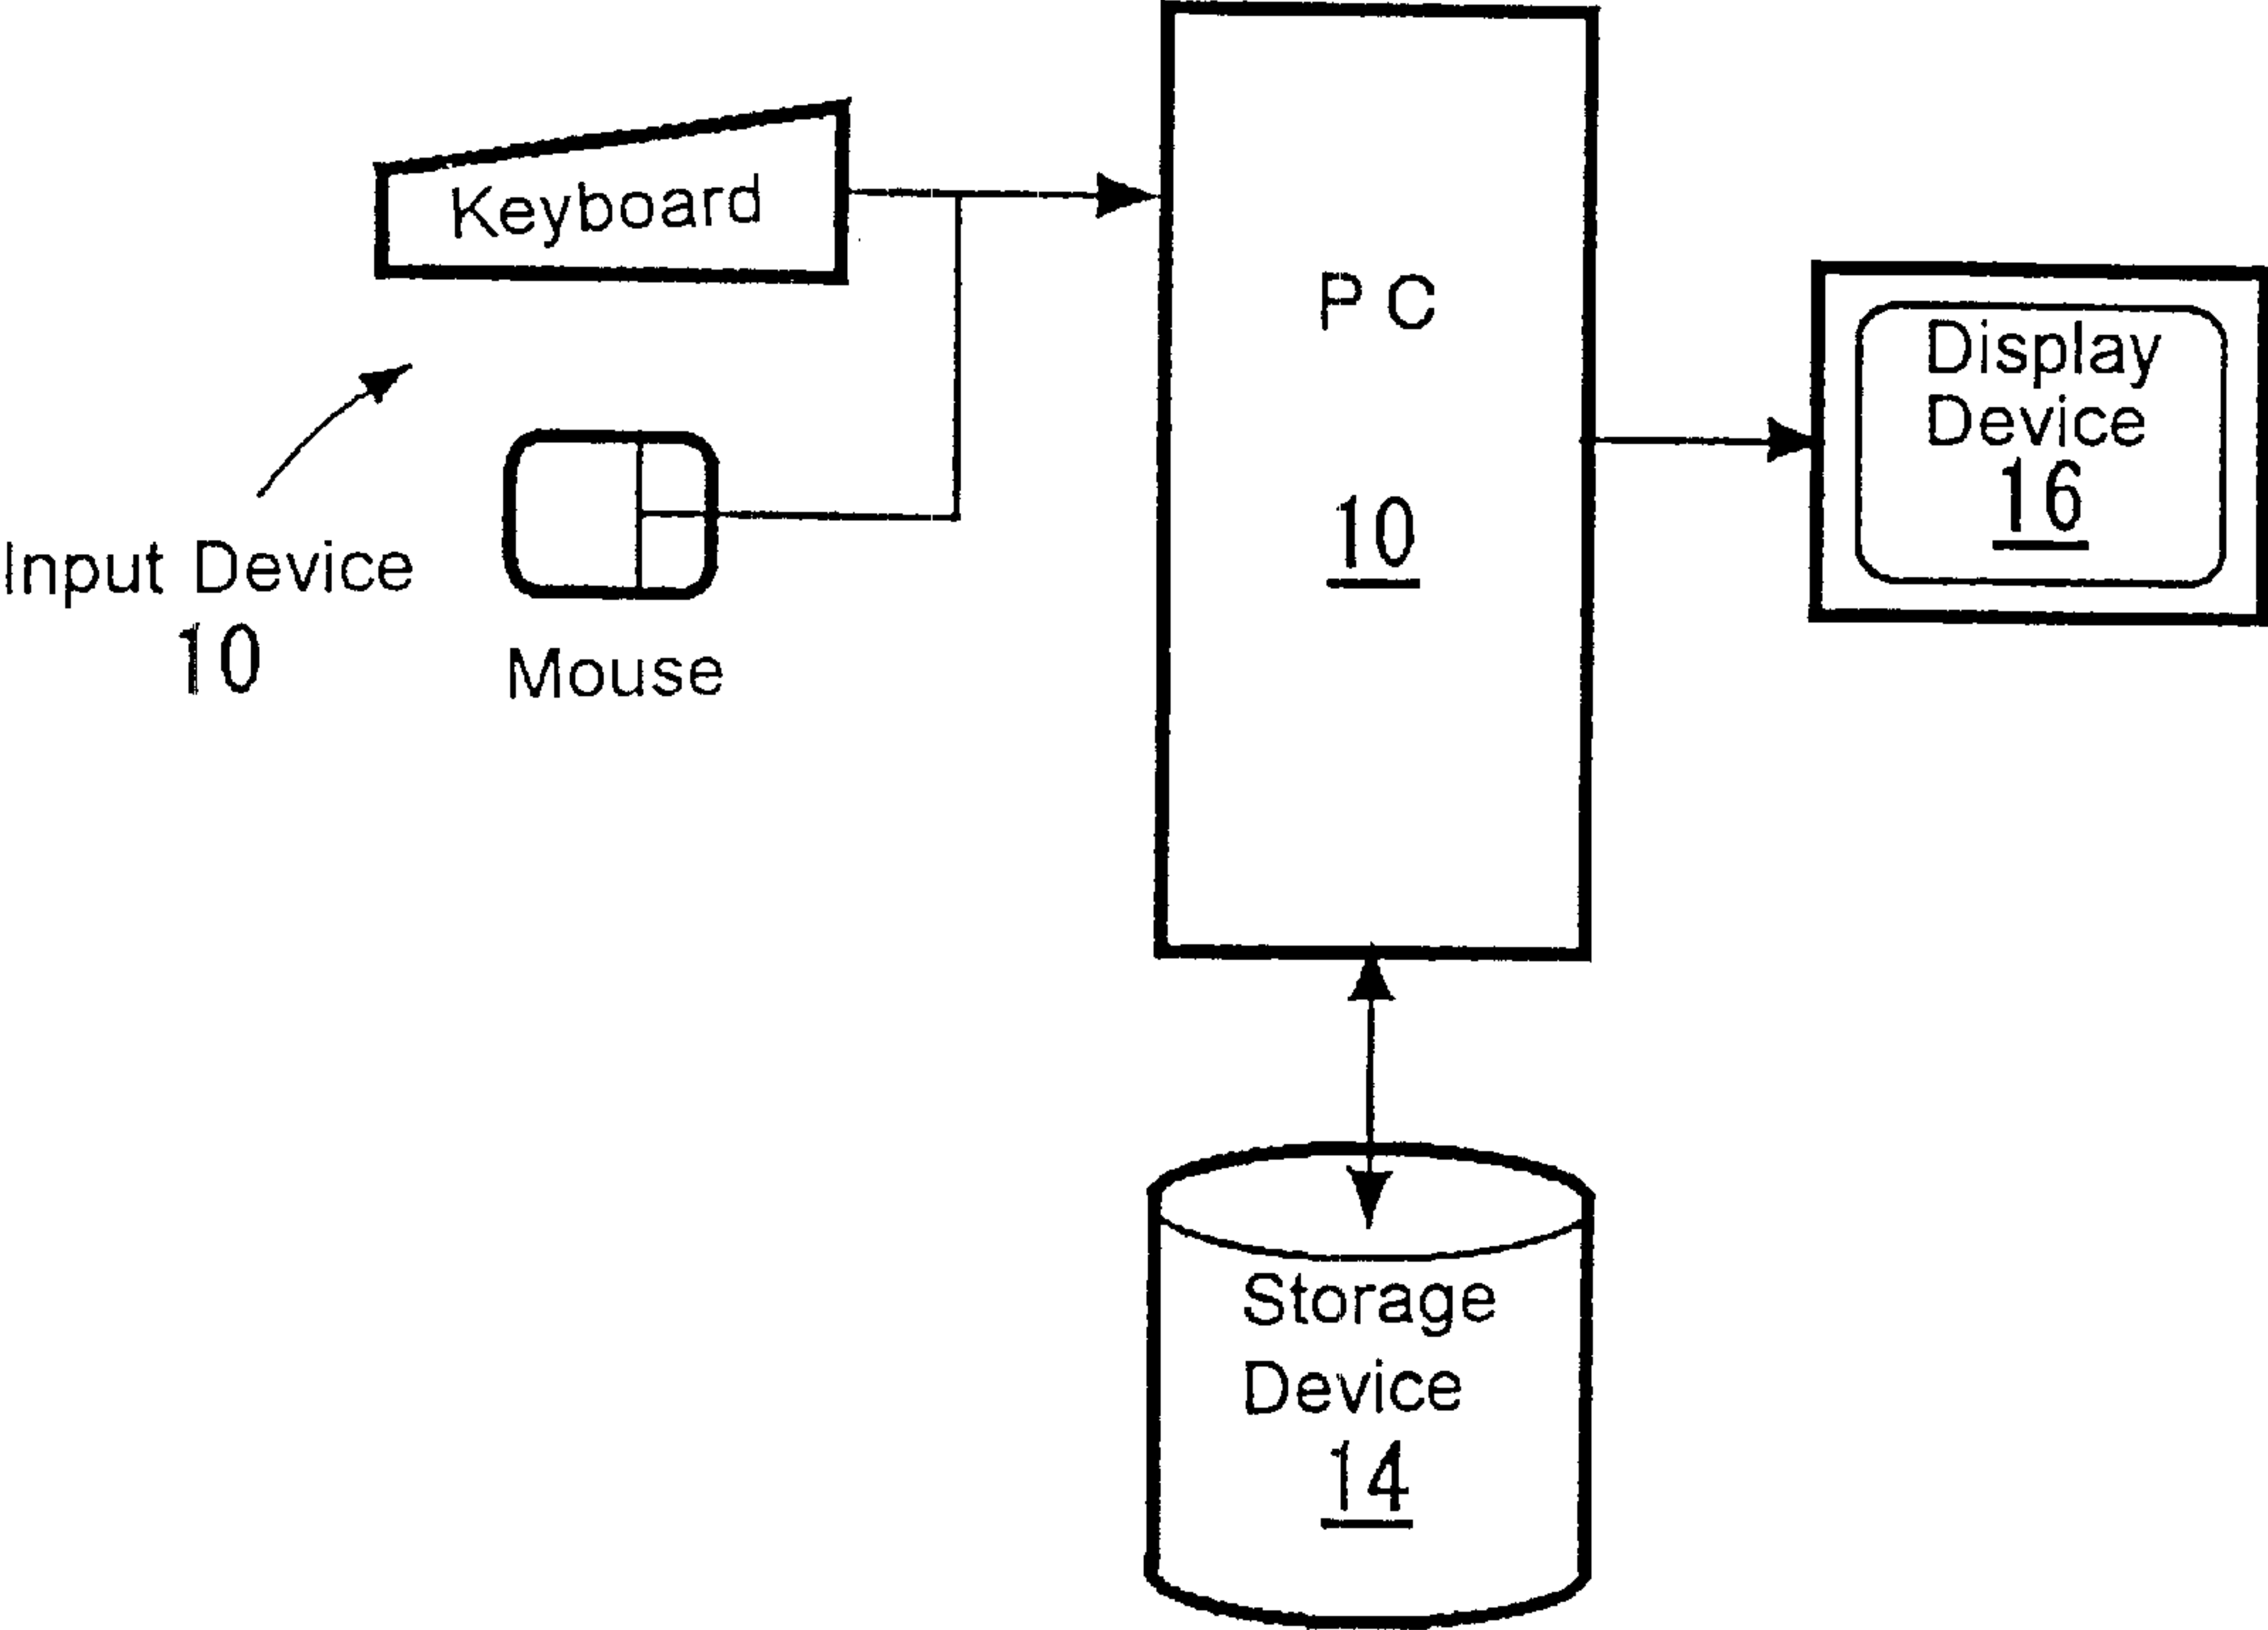 Keyboard
Input Device
10
Mouse
P C
10
Display
Device
16
Storage
Device
14